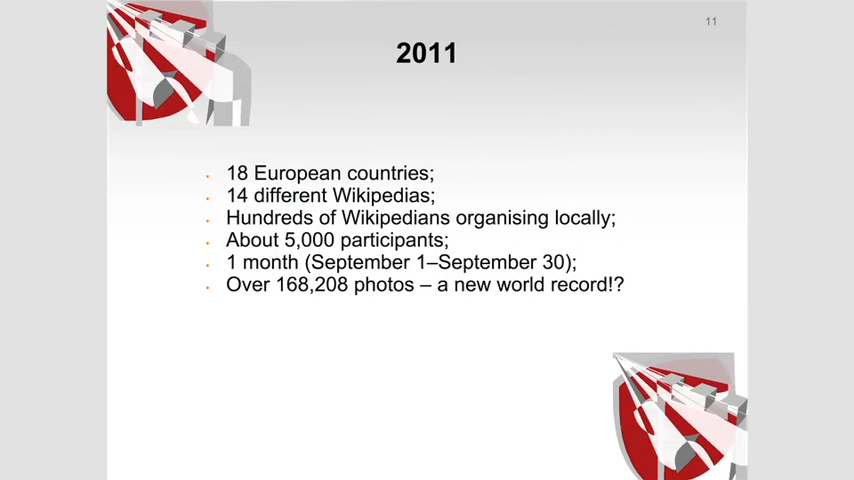 11
2011
18 European countries;
14 different Wikipedias;
Hundreds of Wikipedians organising locally;
About 5,000 participants;
1 month (September 1–September 30);
Over 168,208 photos – a new world record!?